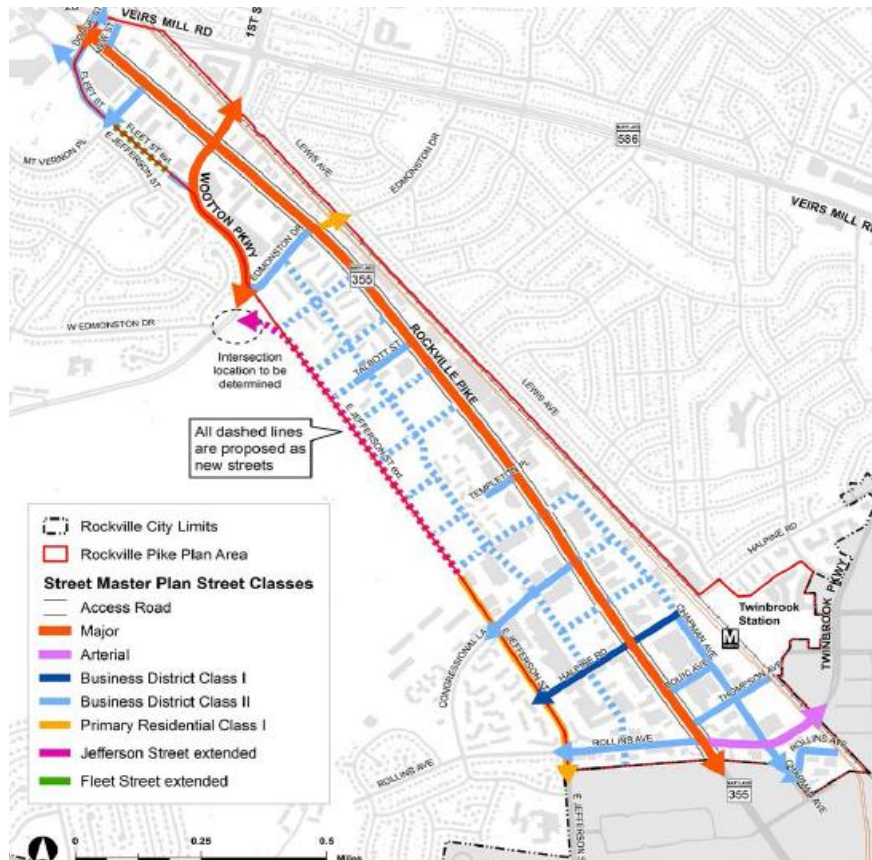 VEIRS MILL RD
1ST S
DODGE ST
FLEET ST
FLEET ST ext
MT VERNON PL
E JEFFERSON ST
WOOTTON PKWY
LEWIS AVE
EDMONSTON DR
MARYLAND
586
VEIRS MILL RD
EDMONSTON DR
MARYLAND
355
W EDMONSTON DR
Intersection
location to be
determined
TALBOTT ST
ROCKVILLE PIKE
LEWIS AVE
All dashed lines
are proposed as
new streets
E JEFFERSON ST ext
TEMPLETON PL
HALPINE RD
TWINBROOK PKWY
Twinbrook
Station
M
CHAPMAN AVE
CONGRESSIONAL LA
E JEFFERSON ST
HALPINE RD
BOUIC AVE
THOMPSON AVE
ROLLINS AVE
ROLLINS AVE
ROLLINS AVE
CHAPMAN AVE
E JEFFERSON S
MARYLAND
355
Rockville City Limits
Rockville Pike Plan Area
Street Master Plan Street Classes
Access Road
Major
Arterial
Business District Class I
Business District Class II
Primary Residential Class I
Jefferson Street extended
Fleet Street extended
0 0.25 0.5
Miles